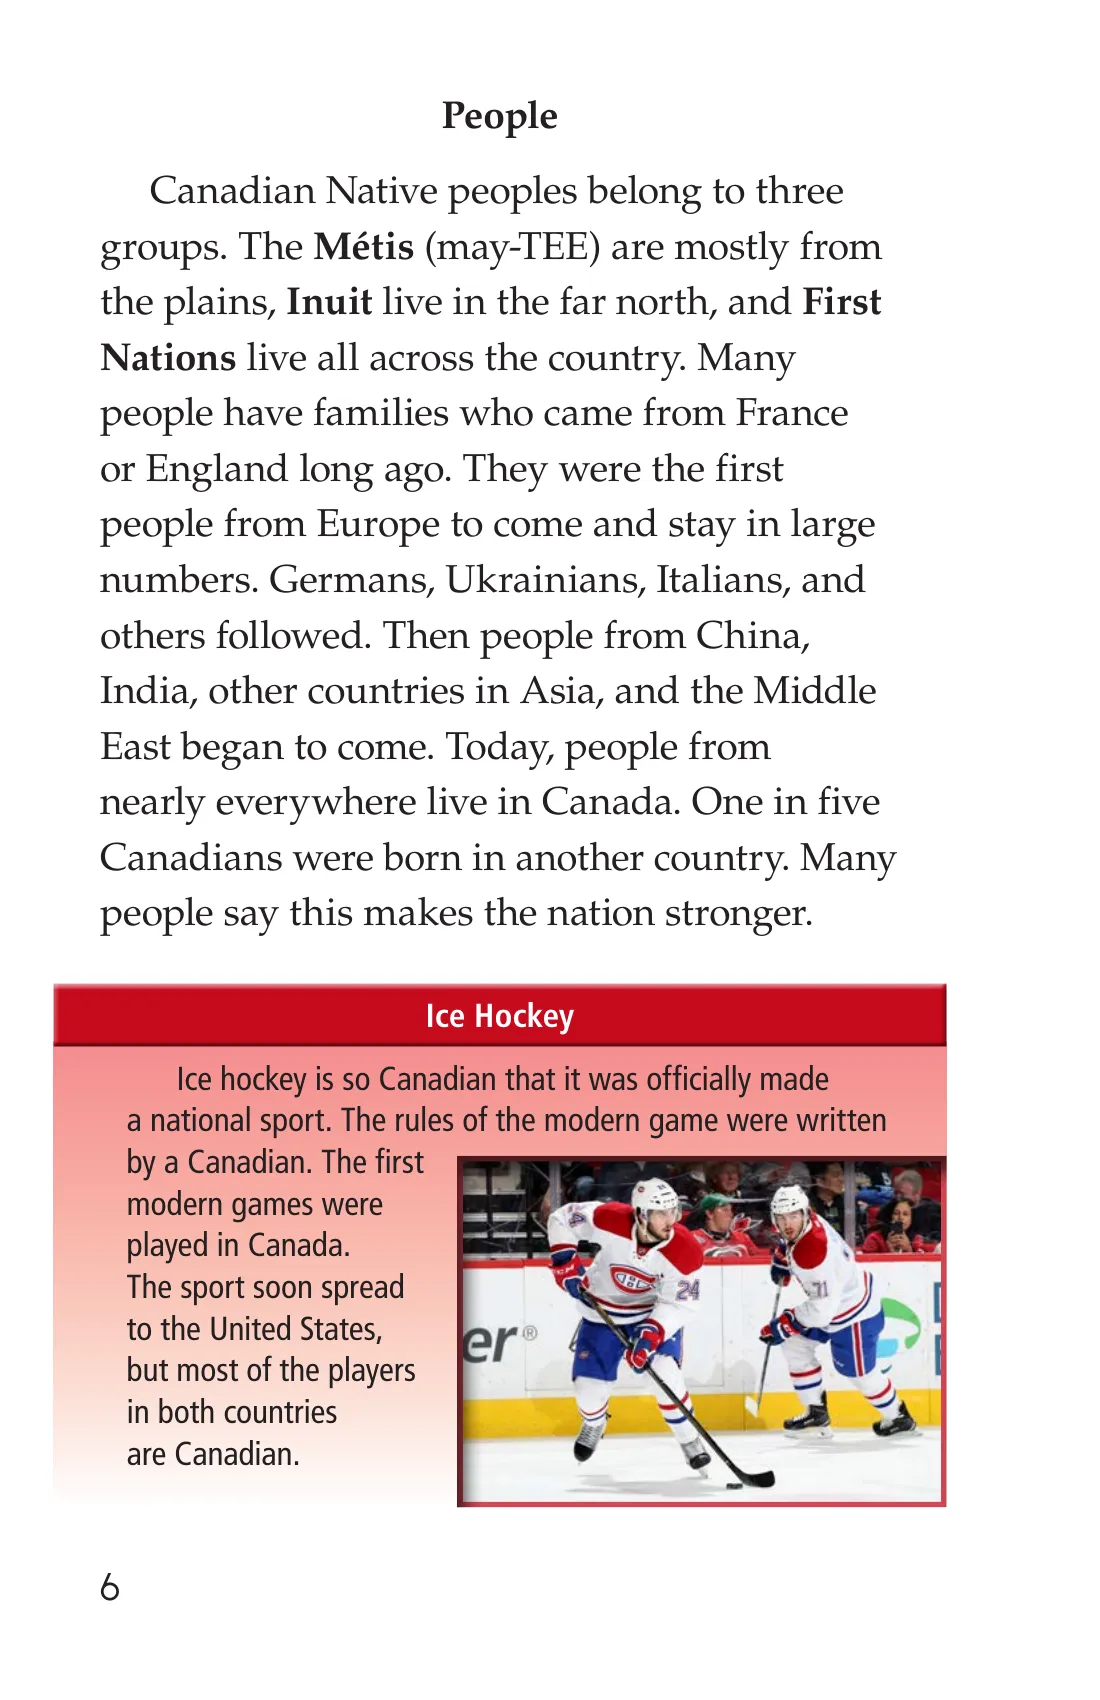 People
Canadian Native peoples belong to three
groups. The Métis (may-TEE) are mostly from
the plains, Inuit live in the far north, and First
Nations live all across the country. Many
people have families who came from France
or England long ago. They were the first
people from Europe to come and stay in large
numbers. Germans, Ukrainians, Italians, and
others followed. Then people from China,
India, other countries in Asia, and the Middle
East began to come. Today, people from
nearly everywhere live in Canada. One in five
Canadians were born in another country. Many
people say this makes the nation stronger.
Ice Hockey
Ice hockey is so Canadian that it was officially made
a national sport. The rules of the modern game were written
by a Canadian. The first
modern games were
played in Canada.
The sport soon spread
to the United States,
but most of the players
in both countries
are Canadian.
24
24
71
er®
6